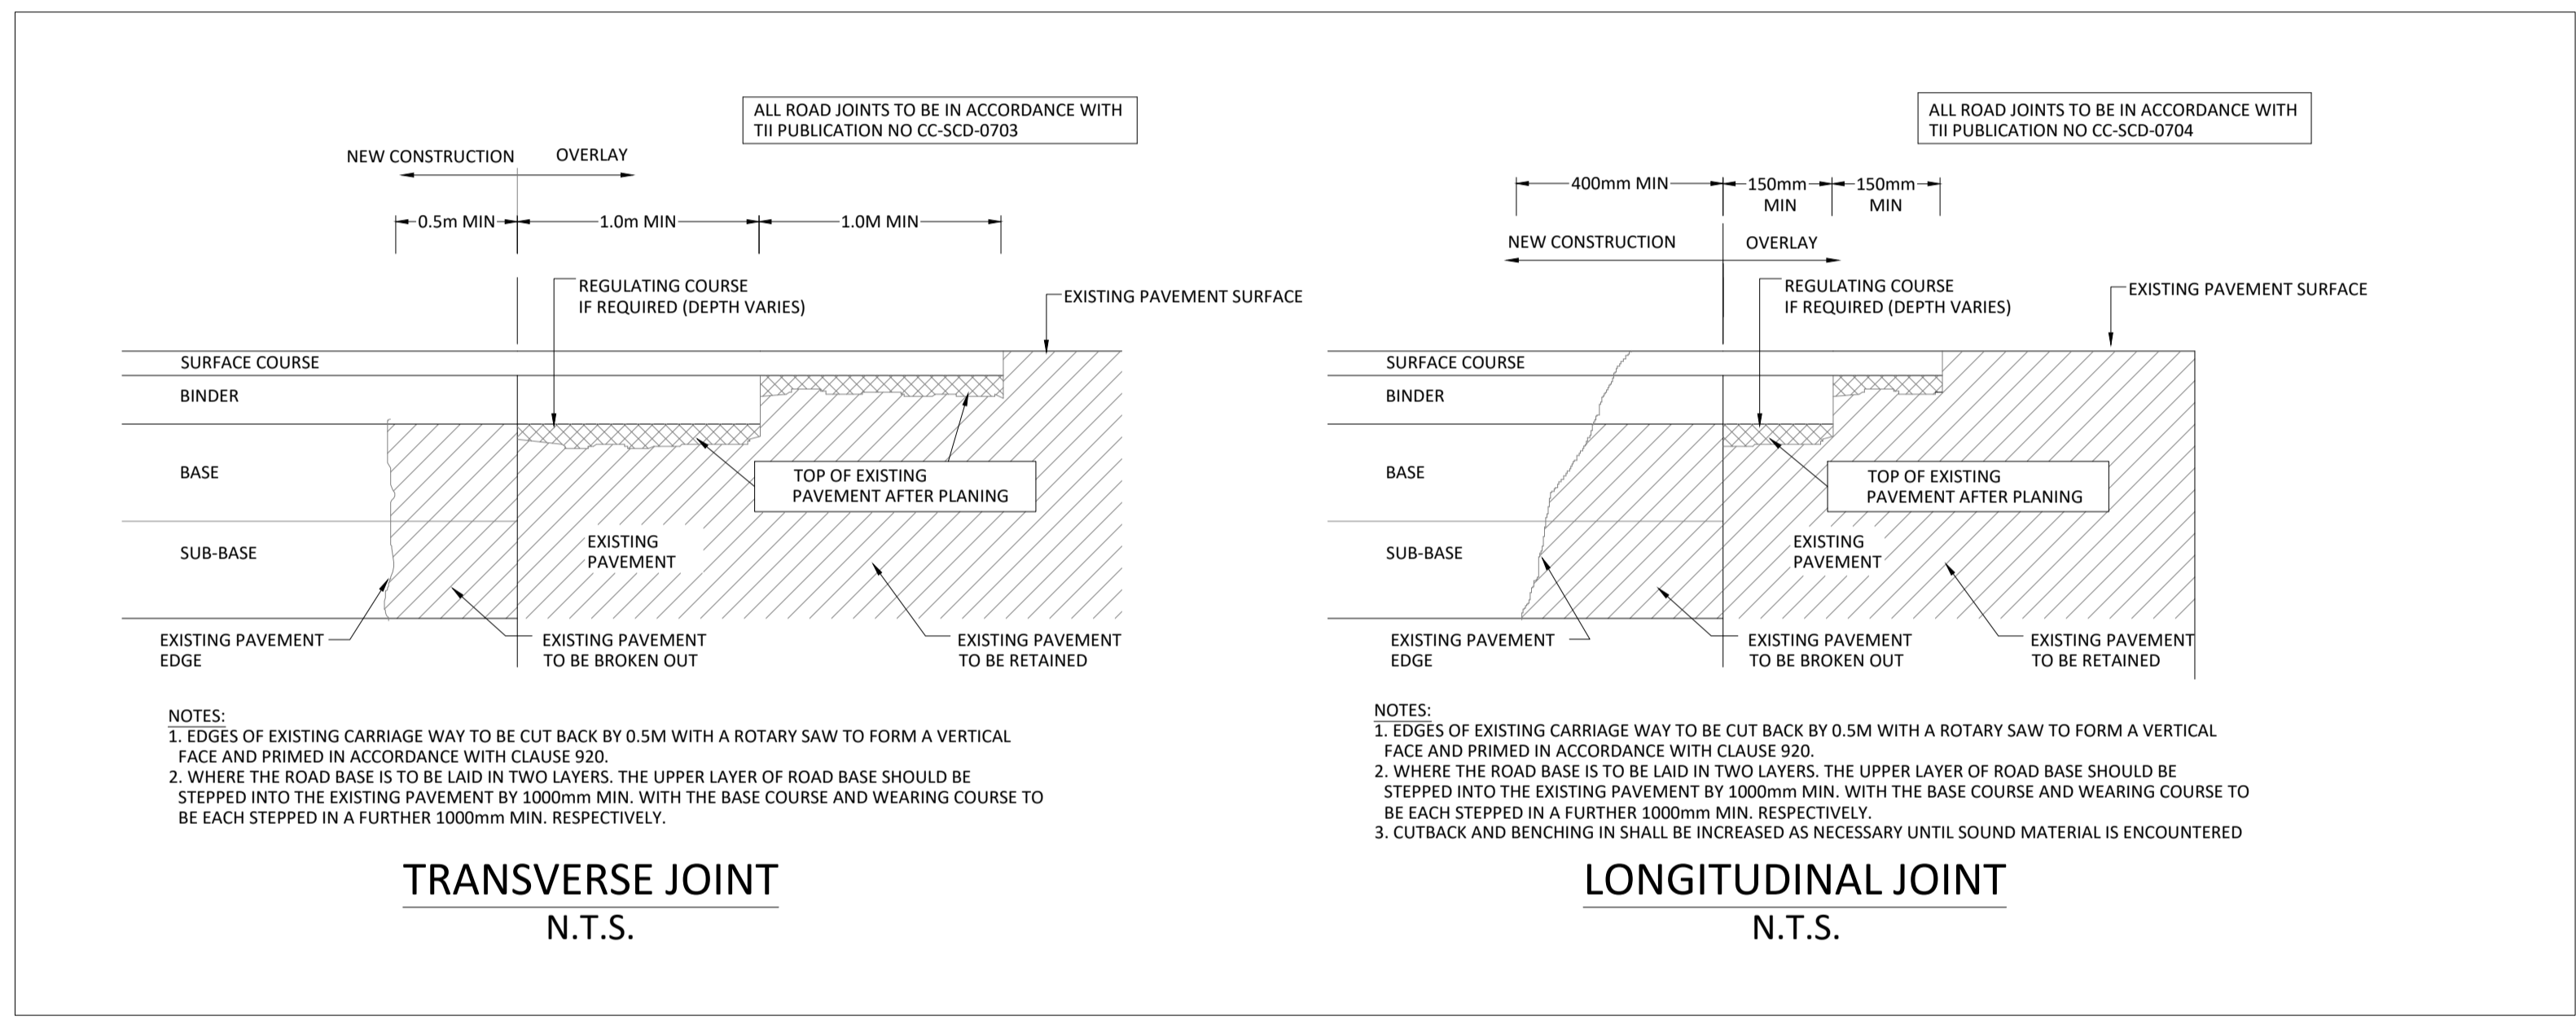 ALL ROAD JOINTS TO BE IN ACCORDANCE WITH
TII PUBLICATION NO CC-SCD-0703
NEW CONSTRUCTION
OVERLAY
0.5m MIN
1.0m MIN
1.0M MIN
REGULATING COURSE
IF REQUIRED (DEPTH VARIES)
EXISTING PAVEMENT SURFACE
SURFACE COURSE
BINDER
BASE
TOP OF EXISTING
PAVEMENT AFTER PLANING
SUB-BASE
EXISTING
PAVEMENT
EXISTING PAVEMENT
EDGE
EXISTING PAVEMENT
TO BE BROKEN OUT
EXISTING PAVEMENT
TO BE RETAINED
NOTES:
1. EDGES OF EXISTING CARRIAGE WAY TO BE CUT BACK BY 0.5M WITH A ROTARY SAW TO FORM A VERTICAL
FACE AND PRIMED IN ACCORDANCE WITH CLAUSE 920.
2. WHERE THE ROAD BASE IS TO BE LAID IN TWO LAYERS. THE UPPER LAYER OF ROAD BASE SHOULD BE
STEPPED INTO THE EXISTING PAVEMENT BY 1000mm MIN. WITH THE BASE COURSE AND WEARING COURSE TO
BE EACH STEPPED IN A FURTHER 1000mm MIN. RESPECTIVELY.
TRANSVERSE JOINT
N.T.S.
ALL ROAD JOINTS TO BE IN ACCORDANCE WITH
TII PUBLICATION NO CC-SCD-0704
400mm MIN
150mm
MIN
150mm
MIN
NEW CONSTRUCTION
OVERLAY
REGULATING COURSE
IF REQUIRED (DEPTH VARIES)
EXISTING PAVEMENT SURFACE
SURFACE COURSE
BINDER
BASE
TOP OF EXISTING
PAVEMENT AFTER PLANING
SUB-BASE
EXISTING
PAVEMENT
EXISTING PAVEMENT
EDGE
EXISTING PAVEMENT
TO BE BROKEN OUT
EXISTING PAVEMENT
TO BE RETAINED
NOTES:
1. EDGES OF EXISTING CARRIAGE WAY TO BE CUT BACK BY 0.5M WITH A ROTARY SAW TO FORM A VERTICAL
FACE AND PRIMED IN ACCORDANCE WITH CLAUSE 920.
2. WHERE THE ROAD BASE IS TO BE LAID IN TWO LAYERS. THE UPPER LAYER OF ROAD BASE SHOULD BE
STEPPED INTO THE EXISTING PAVEMENT BY 1000mm MIN. WITH THE BASE COURSE AND WEARING COURSE TO
BE EACH STEPPED IN A FURTHER 1000mm MIN. RESPECTIVELY.
3. CUTBACK AND BENCHING IN SHALL BE INCREASED AS NECESSARY UNTIL SOUND MATERIAL IS ENCOUNTERED
LONGITUDINAL JOINT
N.T.S.